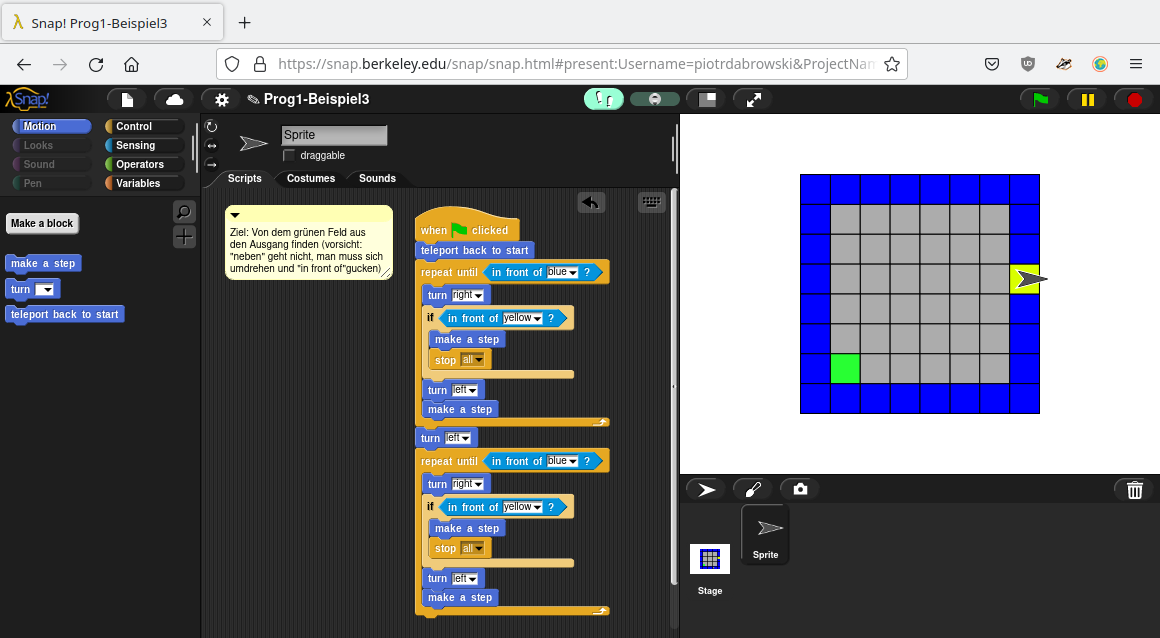 Snap! Prog1-Beispiel3
https://snap.berkeley.edu/snap/snap.html#present:Username=piotrdabrowski&ProjectNam
Snap!
Prog1-Beispiel3
Motion
Control
Looks
Sensing
Sound
Operators
Pen
Variables
Make a block
make a step
turn
teleport back to start
Sprite
draggable
Scripts
Costumes
Sounds
Ziel: Von dem grünen Feld aus
den Ausgang finden (vorsicht:
"neben" geht nicht, man muss sich
umdrehen und "in front of"gucken)
when clicked
teleport back to start
repeat until in front of blue ?
turn right
if in front of yellow ?
make a step
stop all
turn left
make a step
turn left
repeat until in front of blue ?
turn right
if in front of yellow ?
make a step
stop all
turn left
make a step
Stage
Sprite